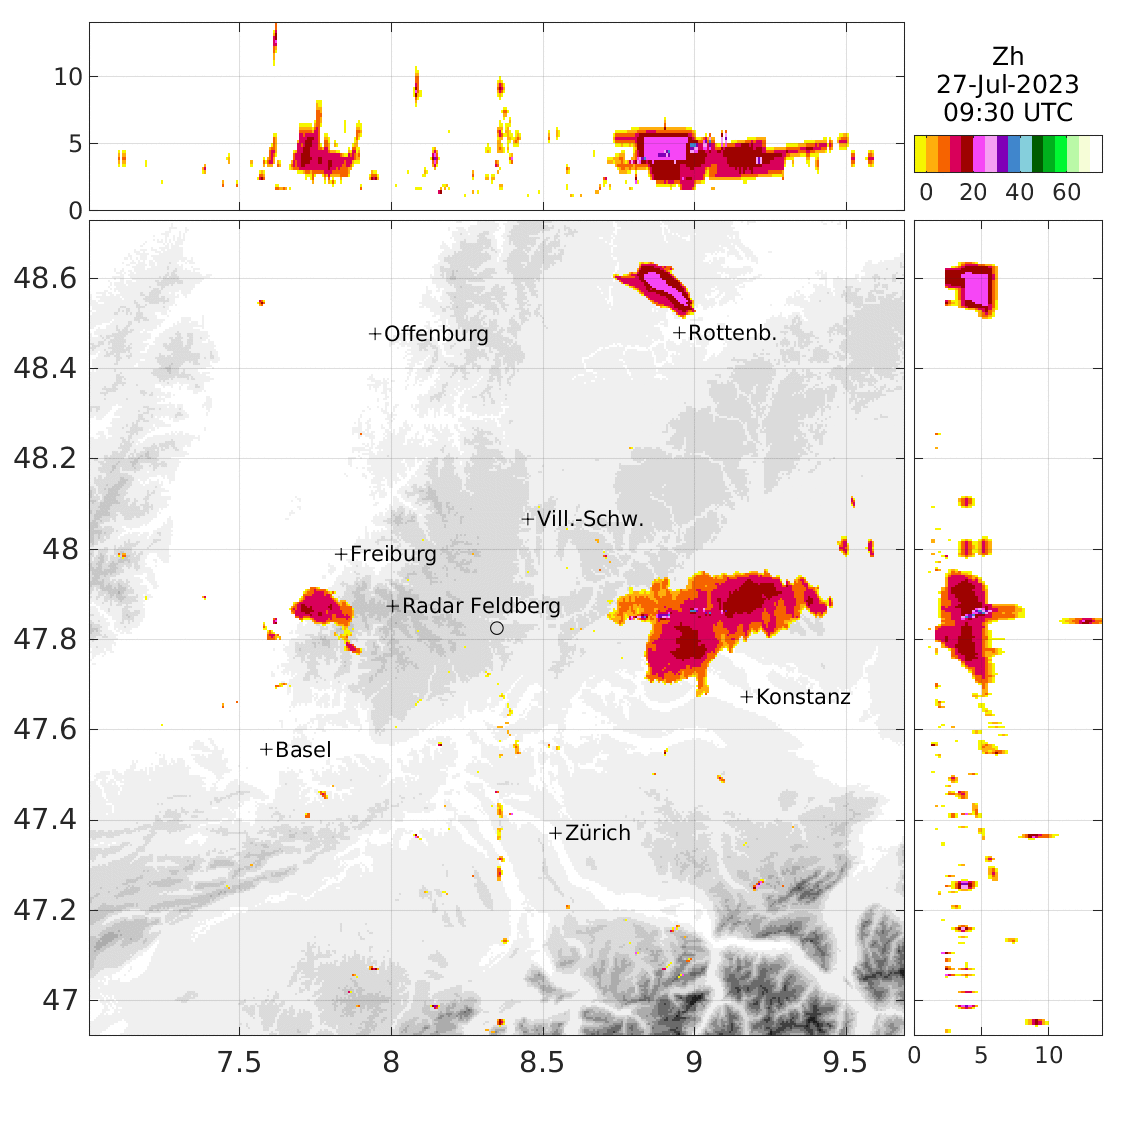 Zh
27-Jul-2023
09:30 UTC
0 20 40 60
10
5
0
48.6
48.4
48.2
48
47.8
47.6
47.4
47.2
47
Offenburg
Rottenb.
Vill.-Schw.
Freiburg
Radar Feldberg
Konstanz
Basel
Zürich
7.5 8 8.5 9 9.5
0 5 10